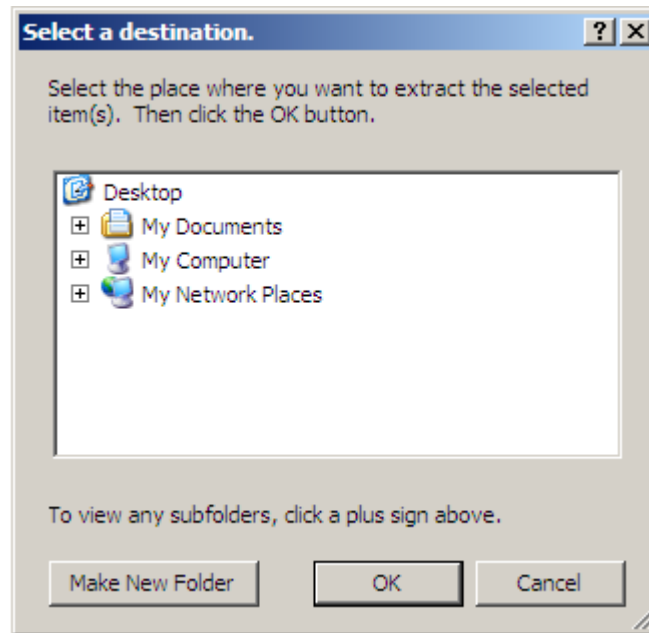 Select a destination.
Select the place where you want to extract the selected
item(s).  Then click the OK button.
Desktop
My Documents
My Computer
My Network Places
To view any subfolders, click a plus sign above.
Make New Folder
OK
Cancel